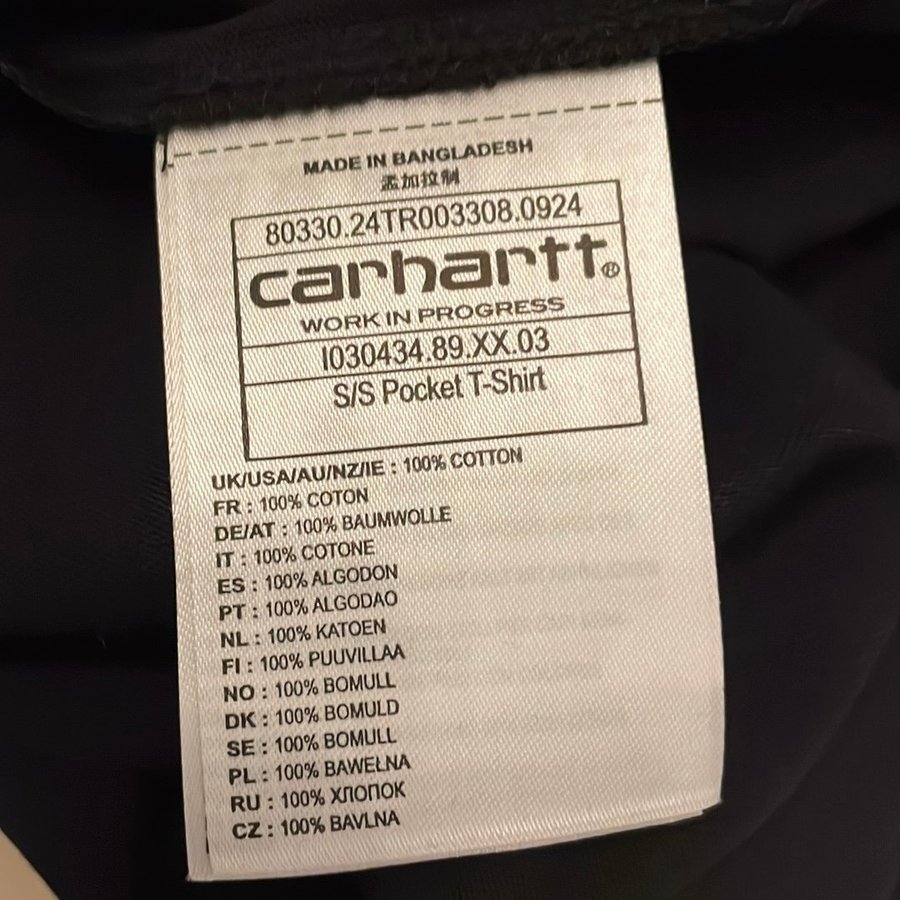 MADE IN BANGLADESH
孟加拉制
80330.24TR003308.0924
carhartt®
WORK IN PROGRESS
I030434.89.XX.03
S/S Pocket T-Shirt
UK/USA/AU/NZ/IE : 100% COTTON
FR : 100% COTON
DE/AT : 100% BAUMWOLLE
IT : 100% COTONE
ES : 100% ALGODON
PT : 100% ALGODAO
NL : 100% KATOEN
FI : 100% PUUVILLAA
NO : 100% BOMULL
DK : 100% BOMULD
SE : 100% BOMULL
PL : 100% BAWEŁNA
RU : 100% ХЛОПОК
CZ : 100% BAVLNA